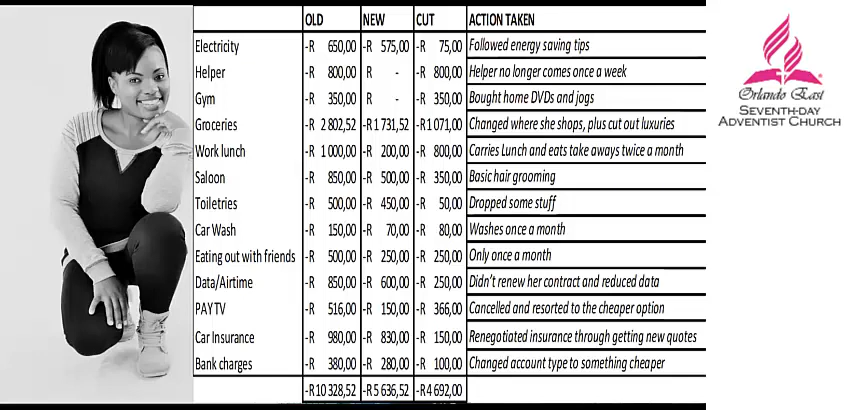 OLD NEW CUT ACTION TAKEN
Electricity -R 650,00 -R 575,00 -R 75,00 Followed energy saving tips
Helper -R 800,00 R - -R 800,00 Helper no longer comes once a week
Gym -R 350,00 R - -R 350,00 Bought home DVDs and jogs
Groceries -R 2 802,52 -R 1 731,52 -R 1 071,00 Changed where she shops, plus cut out luxuries
Work lunch -R 1 000,00 -R 200,00 -R 800,00 Carries Lunch and eats take aways twice a month
Saloon -R 850,00 -R 500,00 -R 350,00 Basic hair grooming
Toiletries -R 500,00 -R 450,00 -R 50,00 Dropped some stuff
Car Wash -R 150,00 -R 70,00 -R 80,00 Washes once a month
Eating out with friends -R 500,00 -R 250,00 -R 250,00 Only once a month
Data/Airtime -R 850,00 -R 600,00 -R 250,00 Didn't renew her contract and reduced data
PAY TV -R 516,00 -R 150,00 -R 366,00 Cancelled and resorted to the cheaper option
Car Insurance -R 980,00 -R 830,00 -R 150,00 Renegotiated insurance through getting new quotes
Bank charges -R 380,00 -R 280,00 -R 100,00 Changed account type to something cheaper
-R 10 328,52 -R 5 636,52 -R 4 692,00
Orlando East
SEVENTH-DAY
ADVENTIST CHURCH